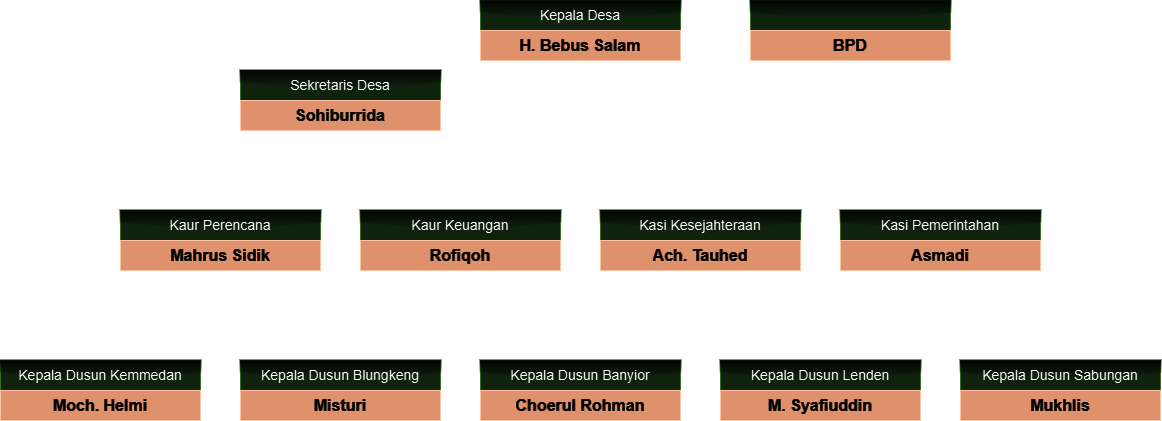 Kepala Desa
H. Bebus Salam
BPD
Sekretaris Desa
Sohiburrida
Kaur Perencana
Mahrus Sidik
Kaur Keuangan
Rofiqoh
Kasi Kesejahteraan
Ach. Tauhed
Kasi Pemerintahan
Asmadi
Kepala Dusun Kemmedan
Moch. Helmi
Kepala Dusun Blungkeng
Misturi
Kepala Dusun Banyior
Choerul Rohman
Kepala Dusun Lenden
M. Syafiuddin
Kepala Dusun Sabungan
Mukhlis